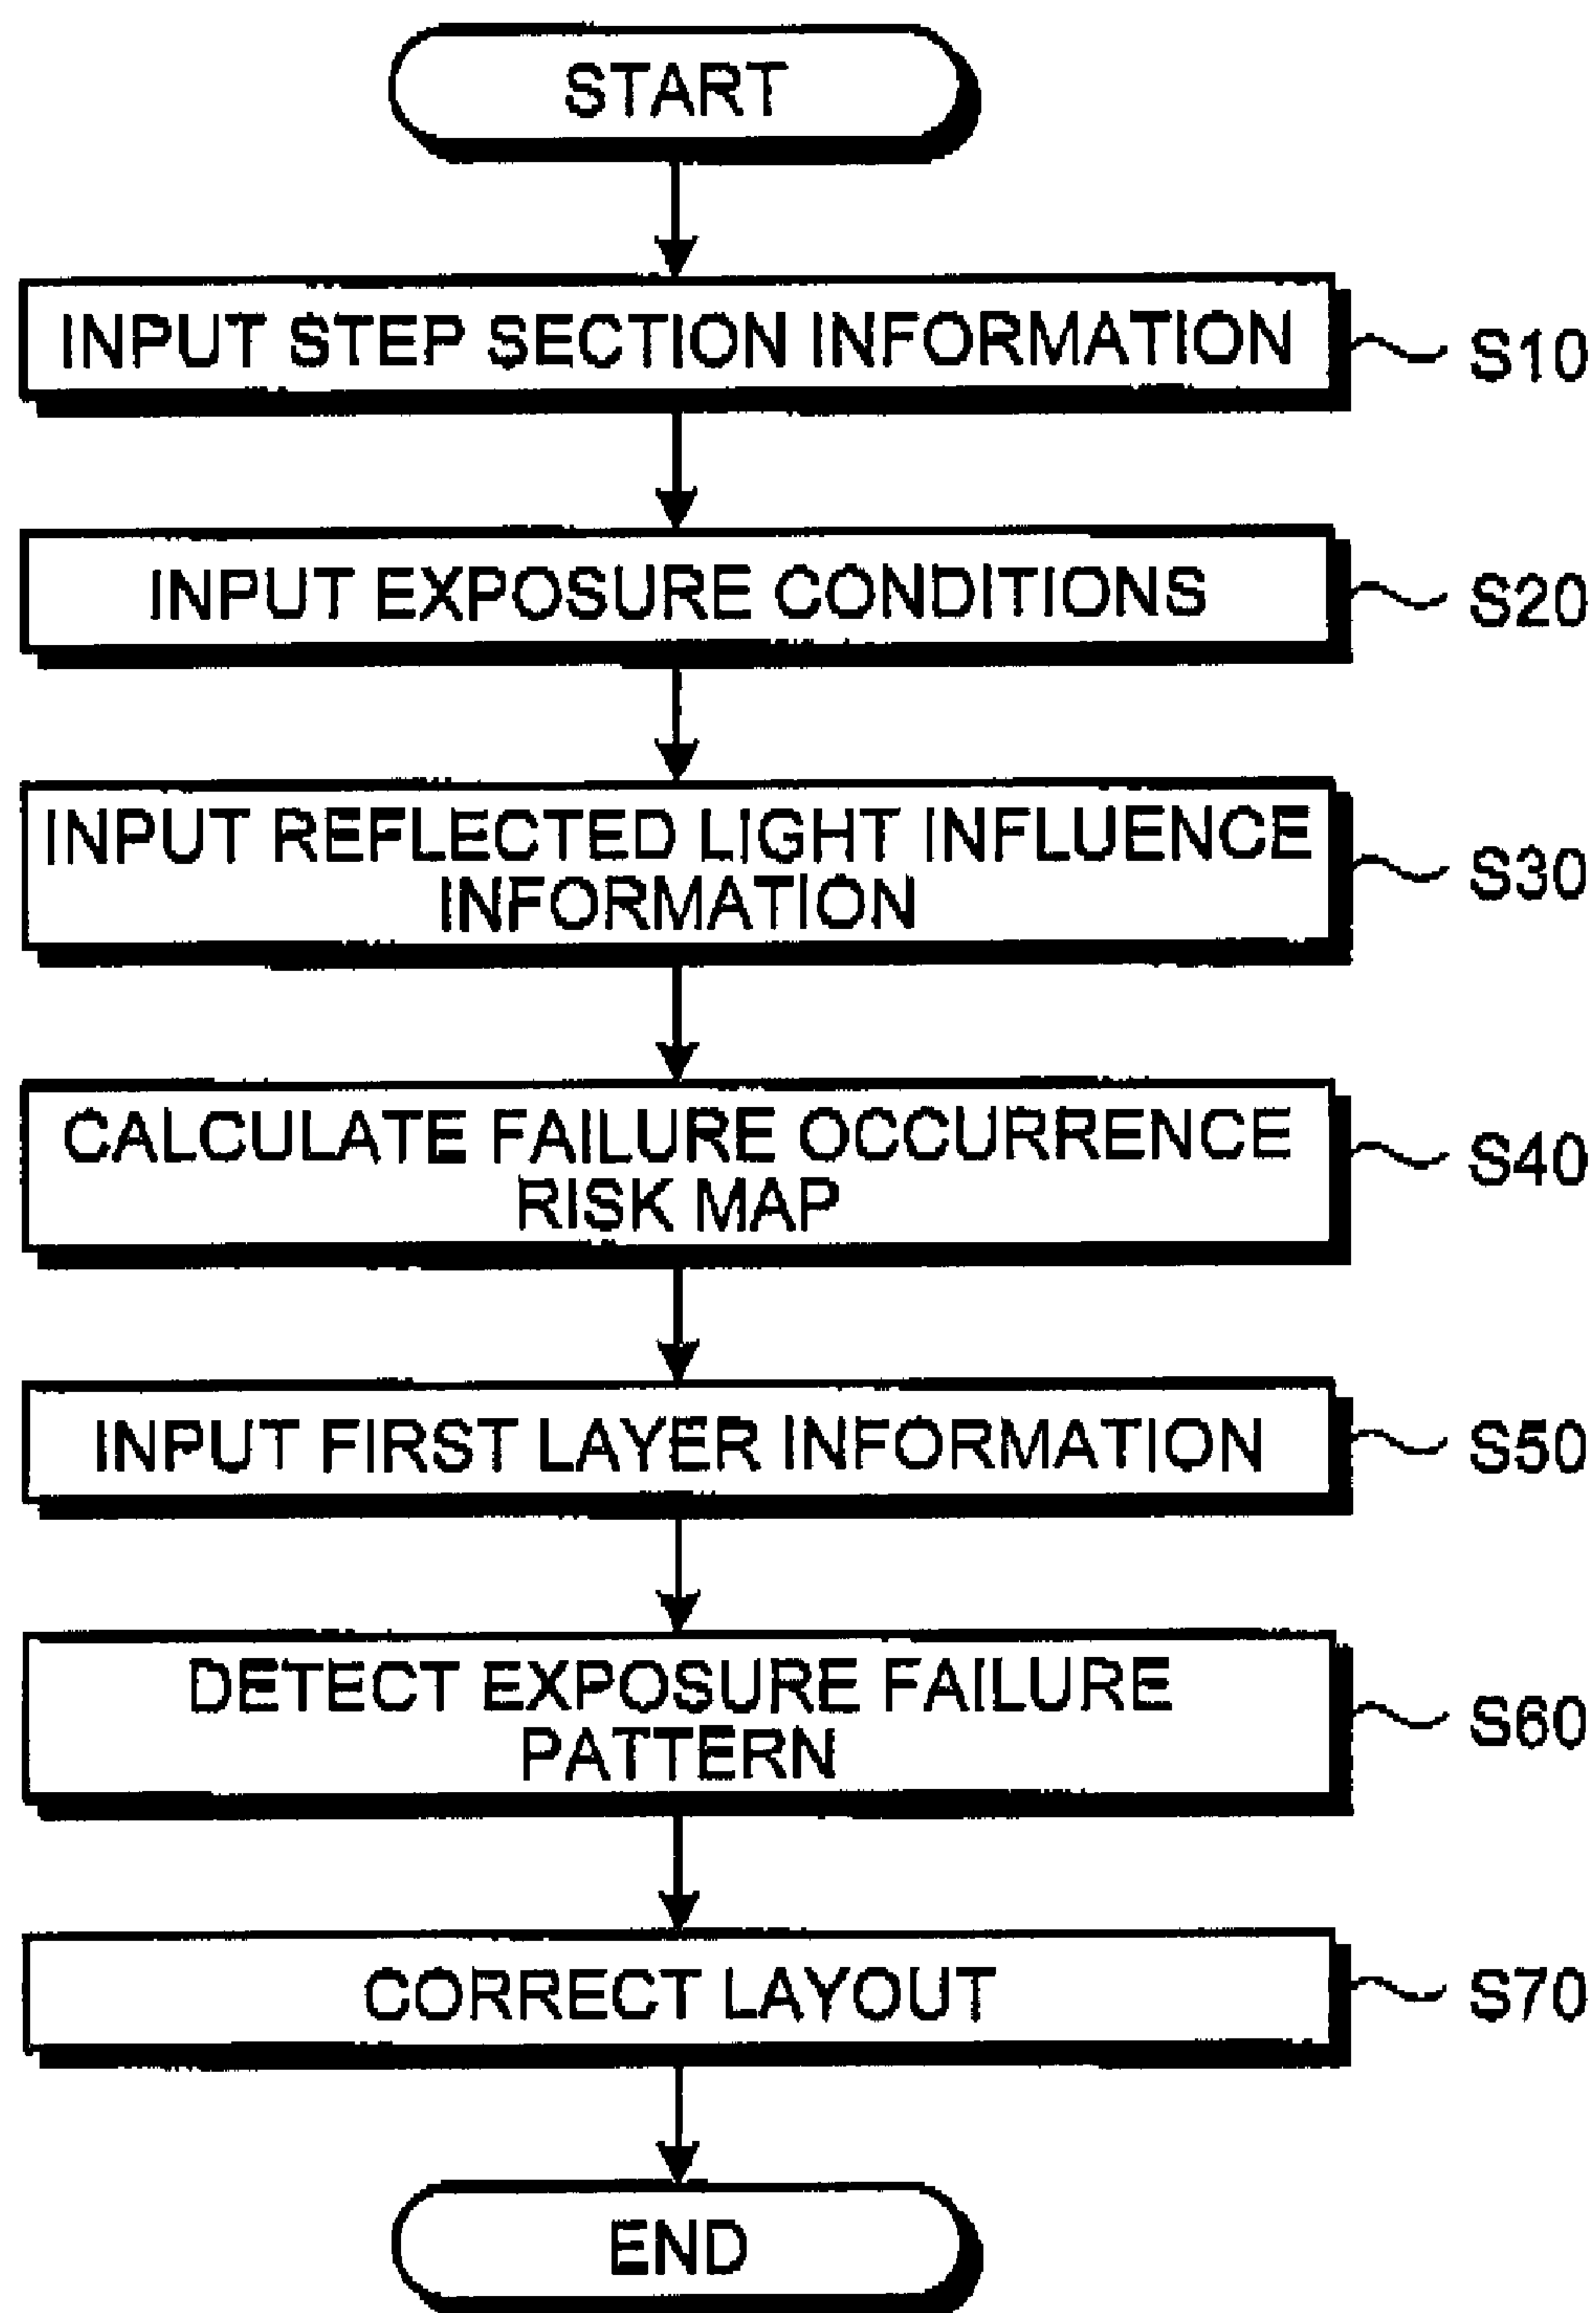 START
INPUT STEP SECTION INFORMATION
S10
INPUT EXPOSURE CONDITIONS
S20
INPUT REFLECTED LIGHT INFLUENCE
INFORMATION
S30
CALCULATE FAILURE OCCURRENCE
RISK MAP
S40
INPUT FIRST LAYER INFORMATION
S50
DETECT EXPOSURE FAILURE
PATTERN
S60
CORRECT LAYOUT
S70
END